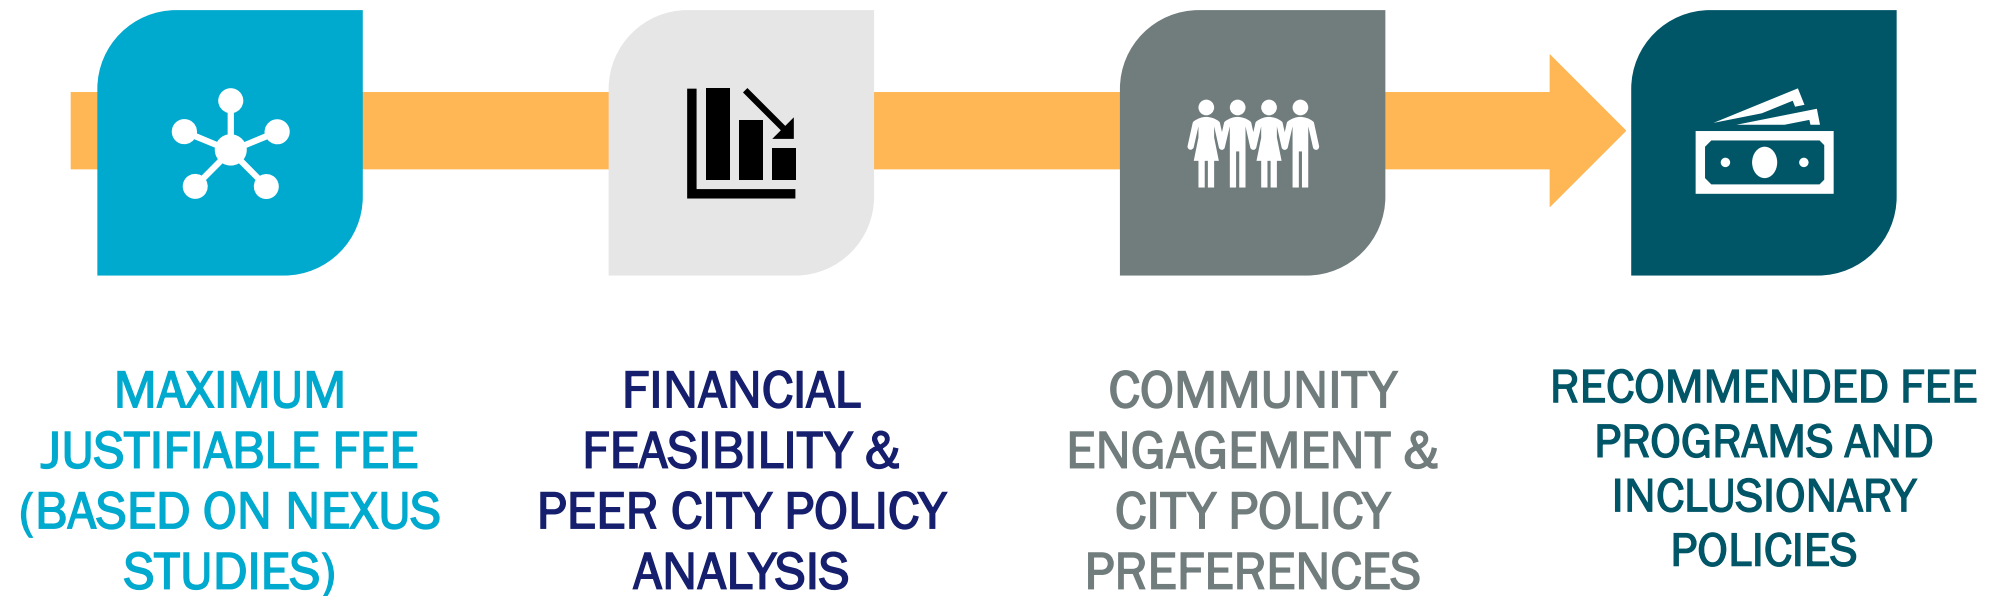 MAXIMUM
JUSTIFIABLE FEE
(BASED ON NEXUS
STUDIES)
FINANCIAL
FEASIBILITY &
PEER CITY POLICY
ANALYSIS
COMMUNITY
ENGAGEMENT &
CITY POLICY
PREFERENCES
RECOMMENDED FEE
PROGRAMS AND
INCLUSIONARY
POLICIES